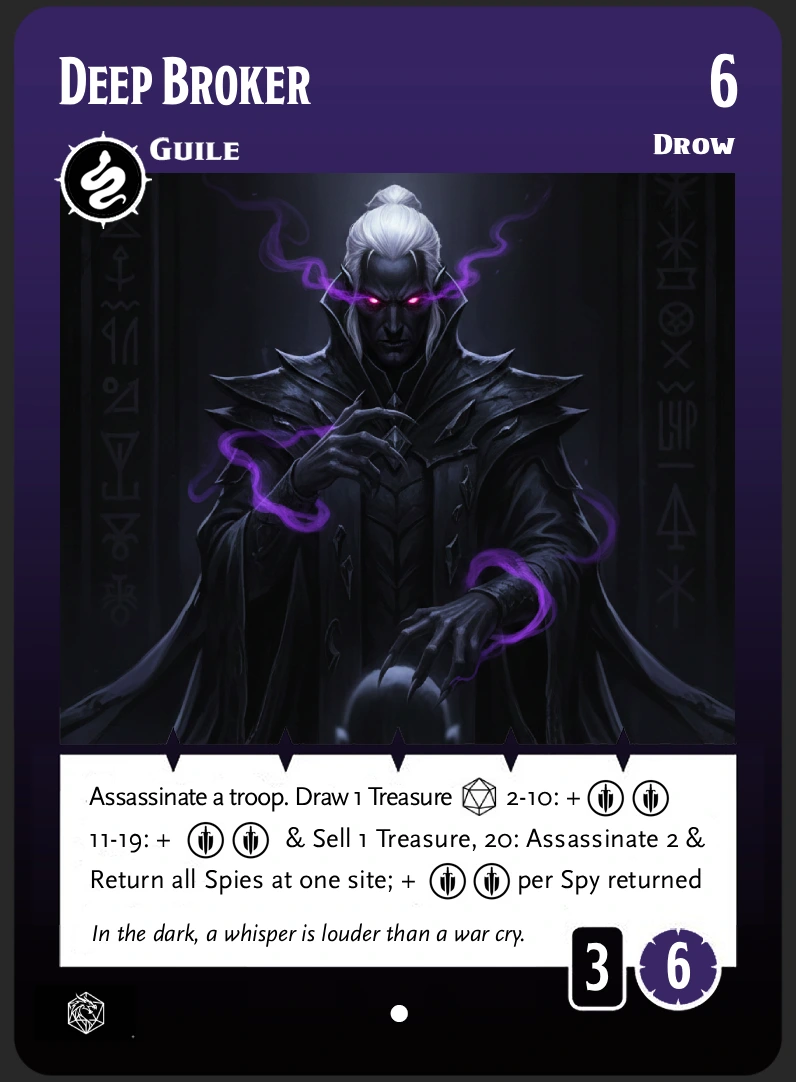 Deep Broker
6
Guile
Drow
Assassinate a troop. Draw 1 Treasure 2-10: +
11-19: + & Sell 1 Treasure, 20: Assassinate 2 &
Return all Spies at one site; + per Spy returned
In the dark, a whisper is louder than a war cry.
3 6